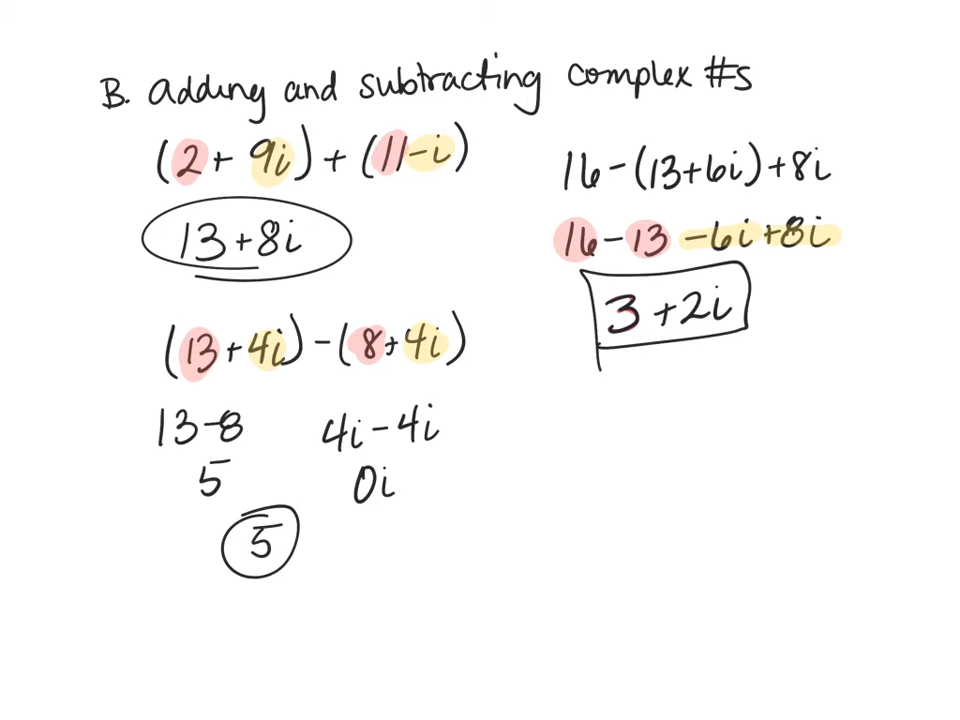 B. Adding and subtracting complex #s
(2 + 9i) + (11 - i)
13 + 8i
(13 + 4i) - (8 + 4i)
13 - 8 4i - 4i
5 0i
5
16 - (13 + 6i) + 8i
16 - 13 - 6i + 8i
3 + 2i